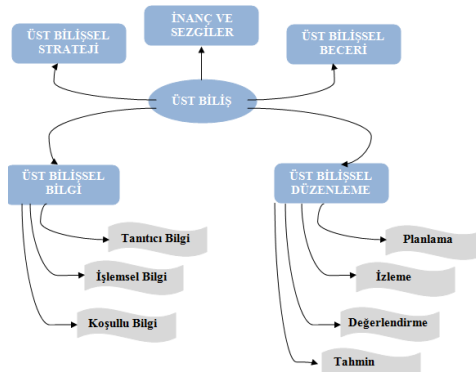 İNANÇ VE
SEZGİLER
ÜST BİLİŞSEL
STRATEJİ
ÜST BİLİŞSEL
BECERİ
ÜST BİLİŞ
ÜST BİLİŞSEL
BİLGİ
ÜST BİLİŞSEL
DÜZENLEME
Tanıtıcı Bilgi
İşlemsel Bilgi
Koşullu Bilgi
Planlama
İzleme
Değerlendirme
Tahmin